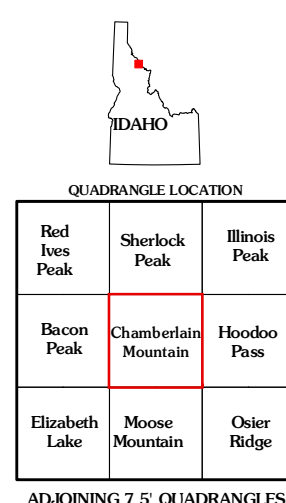 IDAHO
QUADRANGLE LOCATION
Red
Ives
Peak
Sherlock
Peak
Illinois
Peak
Bacon
Peak
Chamberlain
Mountain
Hoodoo
Pass
Elizabeth
Lake
Moose
Mountain
Osier
Ridge
ADJOINING 7.5' QUADRANGLES